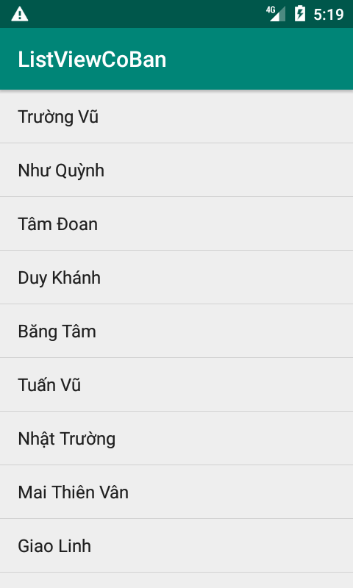 4G 5:19
ListViewCoBan
Trường Vũ
Như Quỳnh
Tâm Đoan
Duy Khánh
Băng Tâm
Tuấn Vũ
Nhật Trường
Mai Thiên Vân
Giao Linh